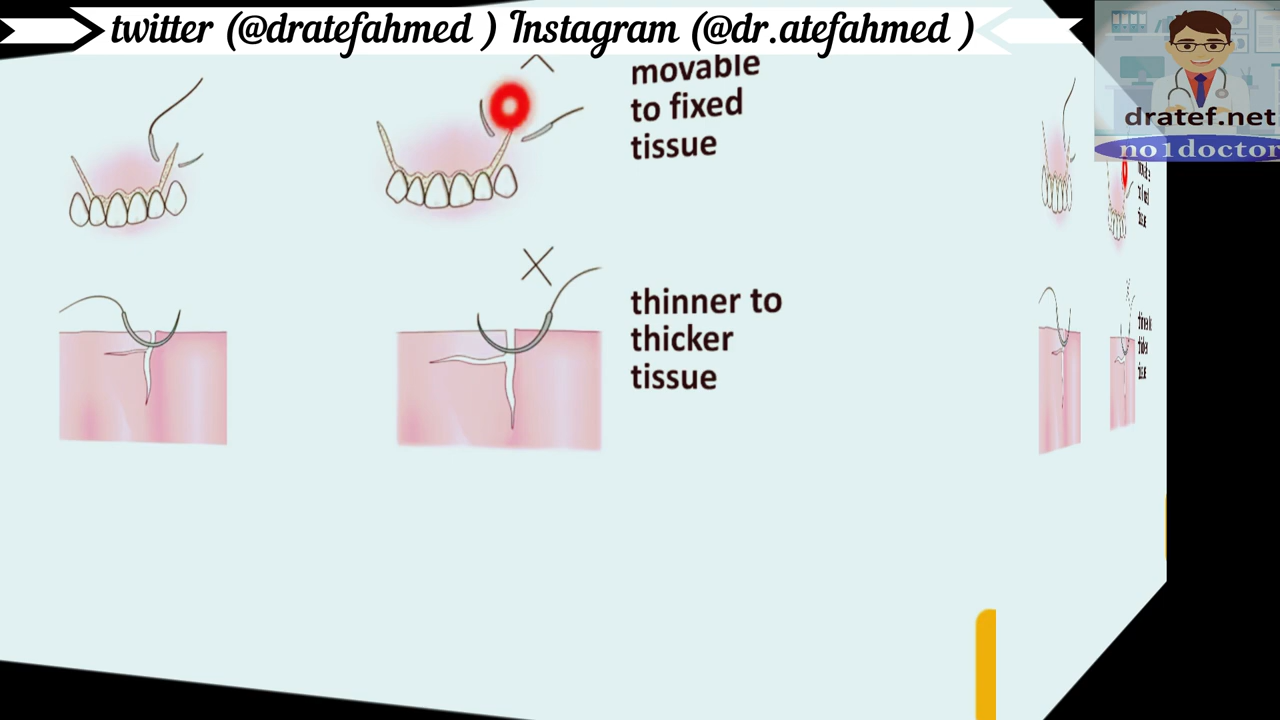 twitter (@dratefahmed ) Instagram (@dr.atefahmed )
dratef.net
no1doctor
movable
to fixed
tissue
thinner to
thicker
tissue